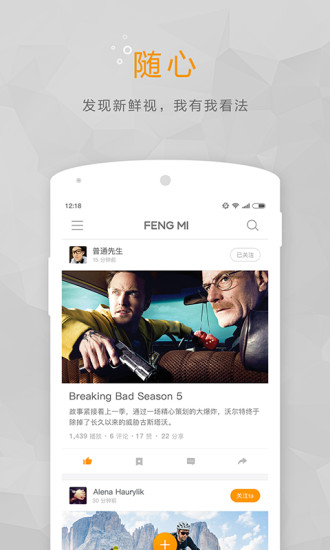 随心
发现新鲜视，我有我看法
12:18
FENG MI
普通先生
15 分钟前
已关注
Breaking Bad Season 5
故事紧接着上一季，通过一场精心策划的大爆炸，沃尔特终于
除掉了长久以来的威胁古斯塔沃。
1,439 播放 • 6 评论 • 17 赞 • 22 分享
Alena Haurylik
20 分钟前
关注Ta